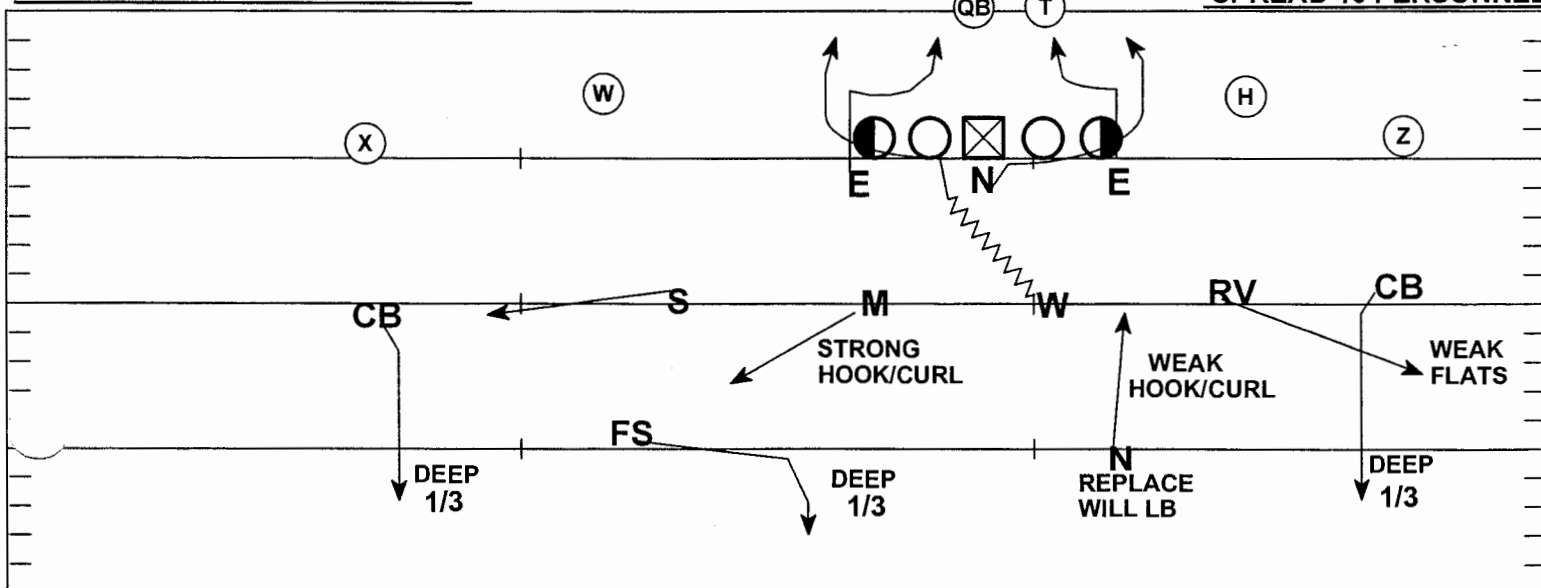 QB T
W H
X Z
E N E
CB S M W RV CB
STRONG
HOOK/CURL
WEAK
HOOK/CURL
WEAK
FLATS
FS N
DEEP
1/3
DEEP
1/3
REPLACE
WILL LB
DEEP
1/3